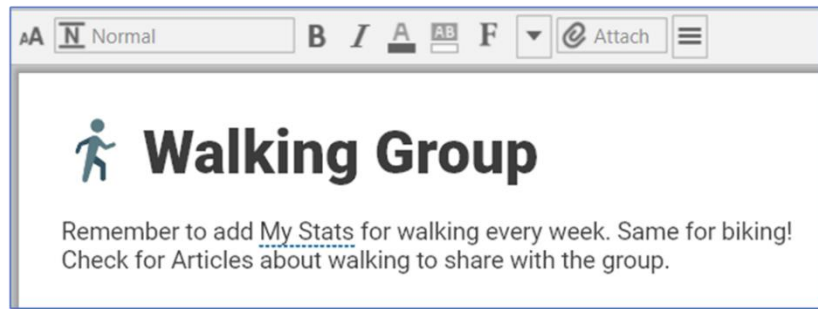 AA N Normal B I A AB F Attach
Walking Group
Remember to add My Stats for walking every week. Same for biking!
Check for Articles about walking to share with the group.